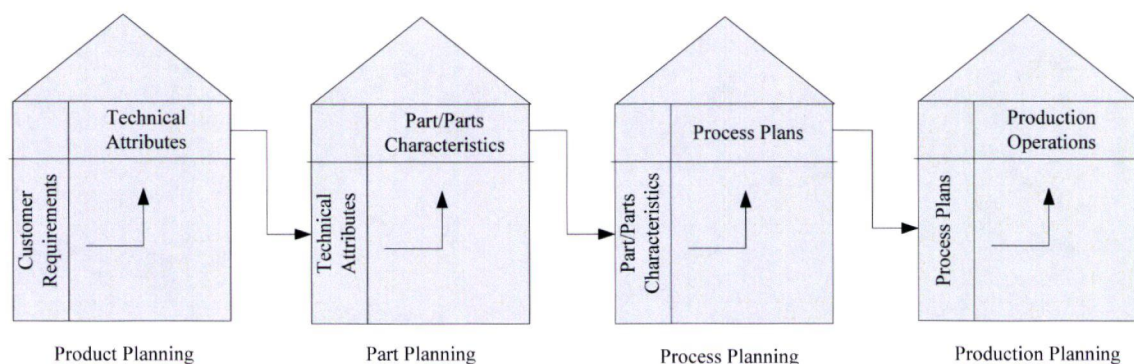 Technical
Attributes
Customer
Requirements
Product Planning
Part/Parts
Characteristics
Technical
Attributes
Part Planning
Process Plans
Part/Parts
Characteristics
Process Planning
Production
Operations
Process Plans
Production Planning